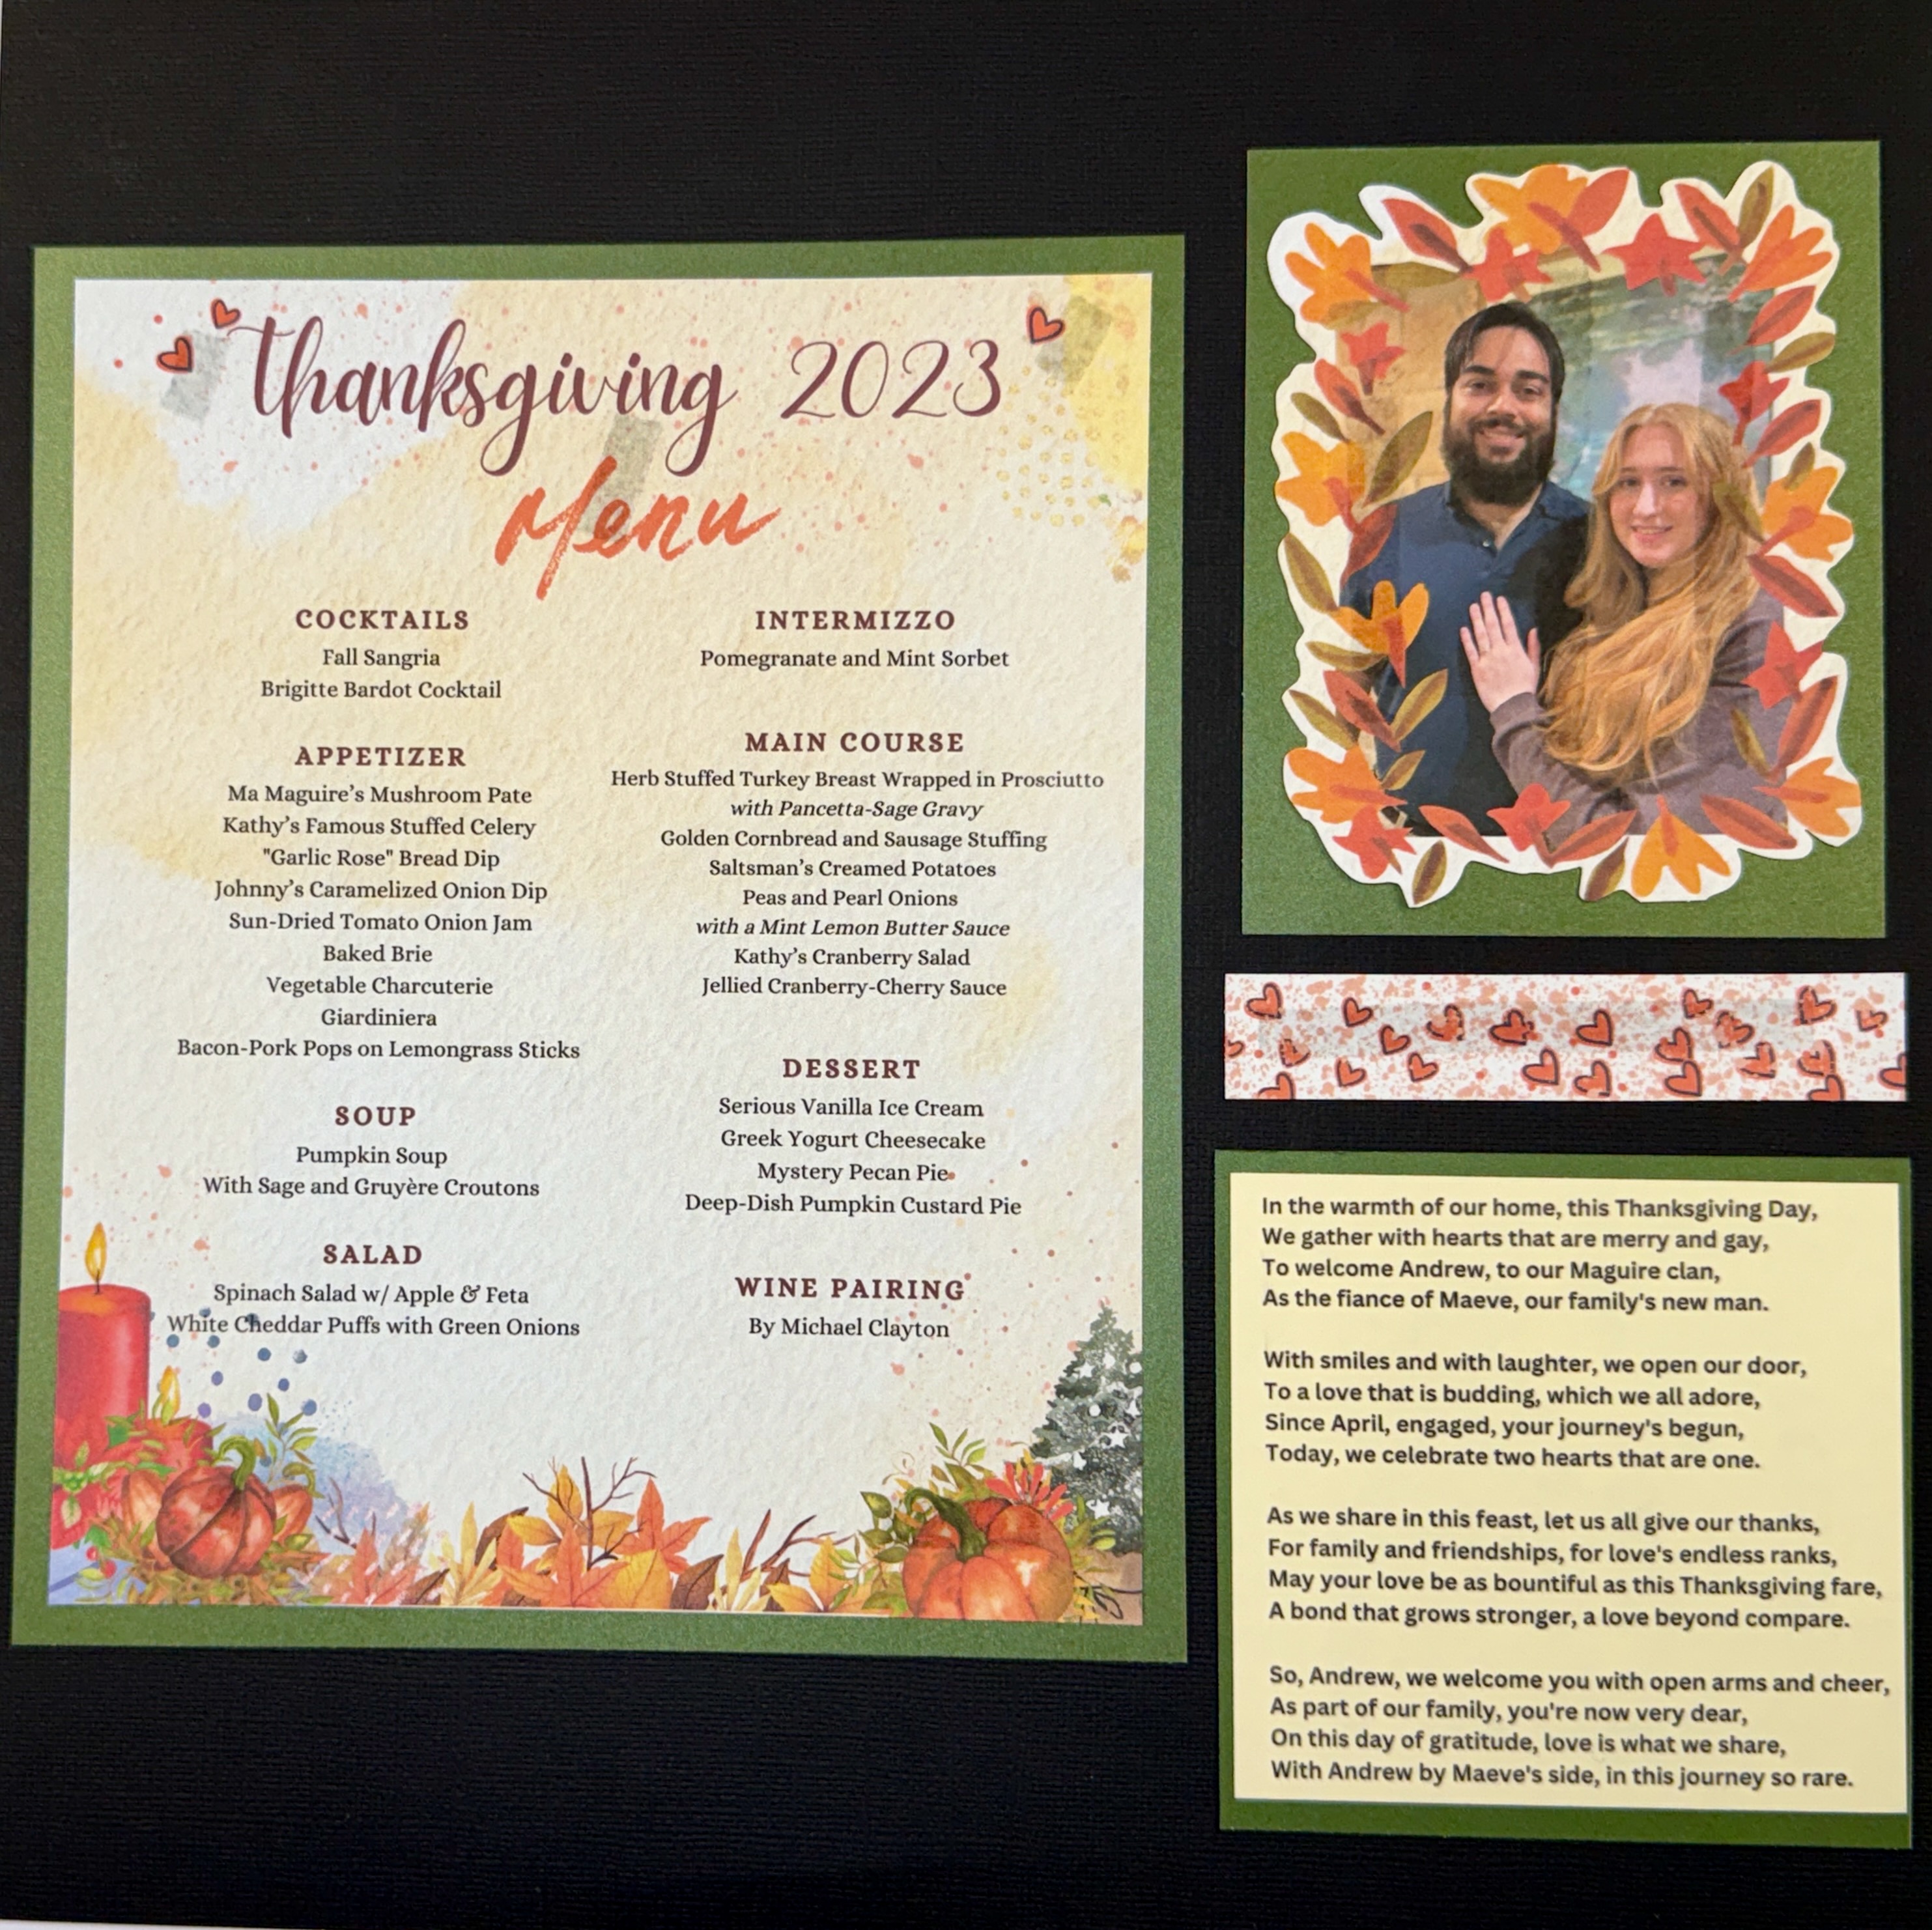 thanksgiving 2023
Menu
COCKTAILS
Fall Sangria
Brigitte Bardot Cocktail
APPETIZER
Ma Maguire’s Mushroom Pate
Kathy’s Famous Stuffed Celery
"Garlic Rose" Bread Dip
Johnny’s Caramelized Onion Dip
Sun-Dried Tomato Onion Jam
Baked Brie
Vegetable Charcuterie
Giardiniera
Bacon-Pork Pops on Lemongrass Sticks
SOUP
Pumpkin Soup
With Sage and Gruyère Croutons
SALAD
Spinach Salad w/ Apple & Feta
White Cheddar Puffs with Green Onions
INTERMIZZO
Pomegranate and Mint Sorbet
MAIN COURSE
Herb Stuffed Turkey Breast Wrapped in Prosciutto
with Pancetta-Sage Gravy
Golden Cornbread and Sausage Stuffing
Saltsman’s Creamed Potatoes
Peas and Pearl Onions
with a Mint Lemon Butter Sauce
Kathy’s Cranberry Salad
Jellied Cranberry-Cherry Sauce
DESSERT
Serious Vanilla Ice Cream
Greek Yogurt Cheesecake
Mystery Pecan Pie
Deep-Dish Pumpkin Custard Pie
WINE PAIRING
By Michael Clayton
In the warmth of our home, this Thanksgiving Day,
We gather with hearts that are merry and gay,
To welcome Andrew, to our Maguire clan,
As the fiance of Maeve, our family's new man.
With smiles and with laughter, we open our door,
To a love that is budding, which we all adore,
Since April, engaged, your journey's begun,
Today, we celebrate two hearts that are one.
As we share in this feast, let us all give our thanks,
For family and friendships, for love's endless ranks,
May your love be as bountiful as this Thanksgiving fare,
A bond that grows stronger, a love beyond compare.
So, Andrew, we welcome you with open arms and cheer,
As part of our family, you're now very dear,
On this day of gratitude, love is what we share,
With Andrew by Maeve's side, in this journey so rare.